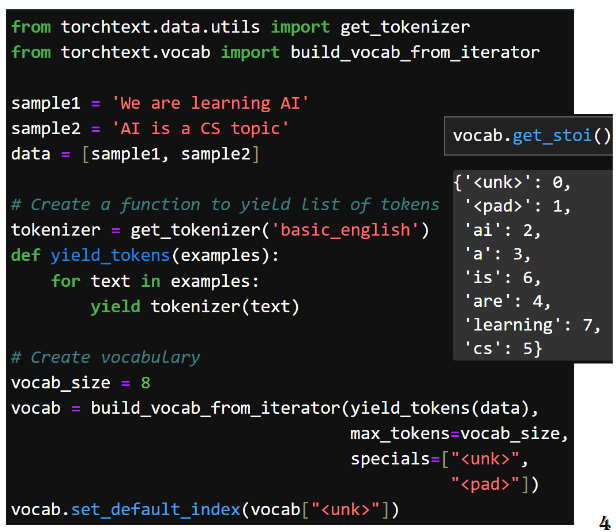 from torchtext.data.utils import get_tokenizer
from torchtext.vocab import build_vocab_from_iterator

sample1 = 'We are learning AI'
sample2 = 'AI is a CS topic'
data = [sample1, sample2]

# Create a function to yield list of tokens
tokenizer = get_tokenizer('basic_english')
def yield_tokens(examples):
    for text in examples:
        yield tokenizer(text)

# Create vocabulary
vocab_size = 8
vocab = build_vocab_from_iterator(yield_tokens(data),
                                  max_tokens=vocab_size,
                                  specials=["<unk>",
                                            "<pad>"])
vocab.set_default_index(vocab["<unk>"])

vocab.get_stoi()

{'<unk>': 0,
 '<pad>': 1,
 'ai': 2,
 'a': 3,
 'is': 6,
 'are': 4,
 'learning': 7,
 'cs': 5}
4